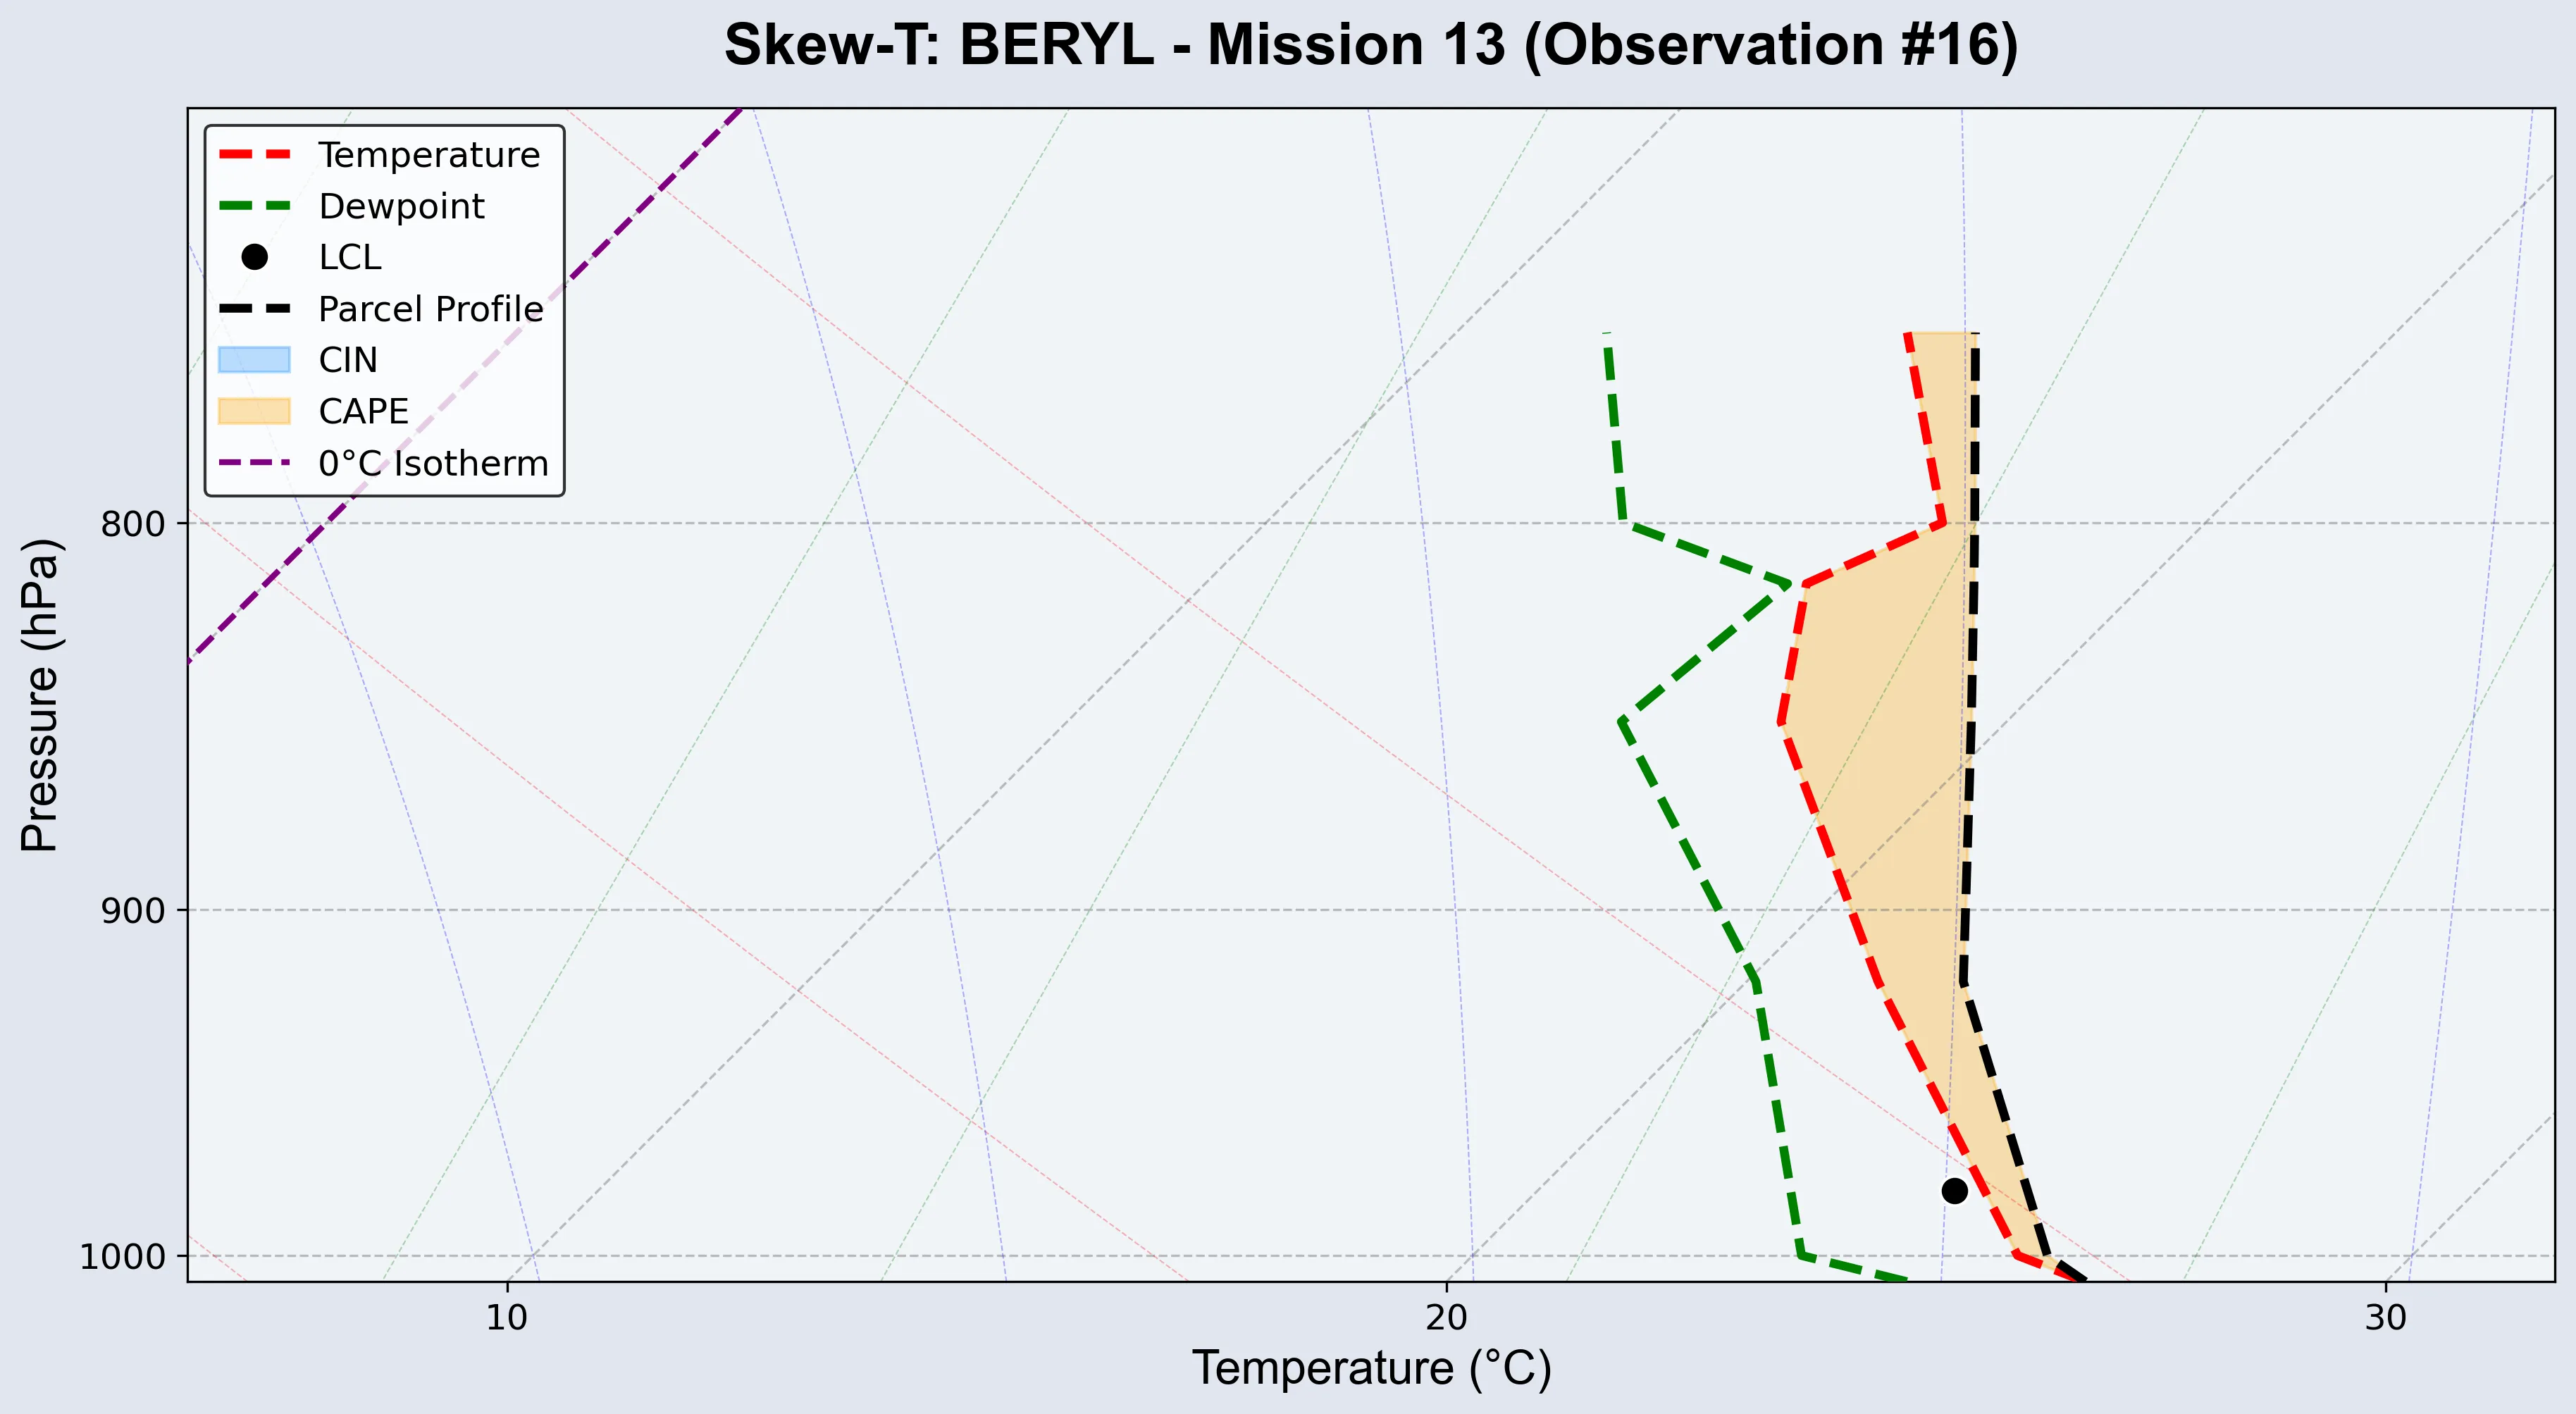 Skew-T: BERYL - Mission 13 (Observation #16)
Temperature
Dewpoint
LCL
Parcel Profile
CIN
CAPE
0°C Isotherm
Pressure (hPa)
800
900
1000
10
20
30
Temperature (°C)